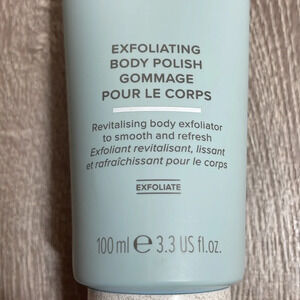 EXFOLIATING
BODY POLISH
GOMMAGE
POUR LE CORPS
Revitalising body exfoliator
to smooth and refresh
Exfoliant revitalisant, lissant
et rafraîchissant pour le corps
EXFOLIATE
100 ml ℮ 3.3 US fl.oz.